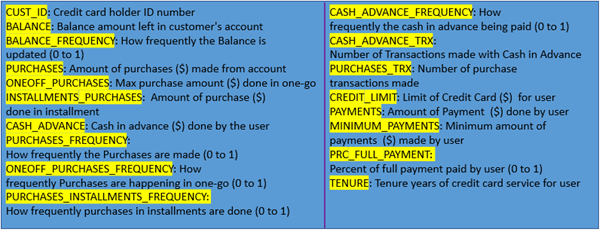 CUST_ID: Credit card holder ID number
BALANCE: Balance amount left in customer's account
BALANCE_FREQUENCY: How frequently the Balance is
updated (0 to 1)
PURCHASES: Amount of purchases ($) made from account
ONEOFF_PURCHASES: Max purchase amount ($) done in one-go
INSTALLMENTS_PURCHASES: Amount of purchase ($)
done in installment
CASH_ADVANCE: Cash in advance ($) done by the user
PURCHASES_FREQUENCY:
How frequently the Purchases are made (0 to 1)
ONEOFF_PURCHASES_FREQUENCY: How
frequently Purchases are happening in one-go (0 to 1)
PURCHASES_INSTALLMENTS_FREQUENCY:
How frequently purchases in installments are done (0 to 1)
CASH_ADVANCE_FREQUENCY: How
frequently the cash in advance being paid (0 to 1)
CASH_ADVANCE_TRX:
Number of Transactions made with Cash in Advance
PURCHASES_TRX: Number of purchase
transactions made
CREDIT_LIMIT: Limit of Credit Card ($) for user
PAYMENTS: Amount of Payment ($) done by user
MINIMUM_PAYMENTS: Minimum amount of
payments ($) made by user
PRC_FULL_PAYMENT:
Percent of full payment paid by user (0 to 1)
TENURE: Tenure years of credit card service for user